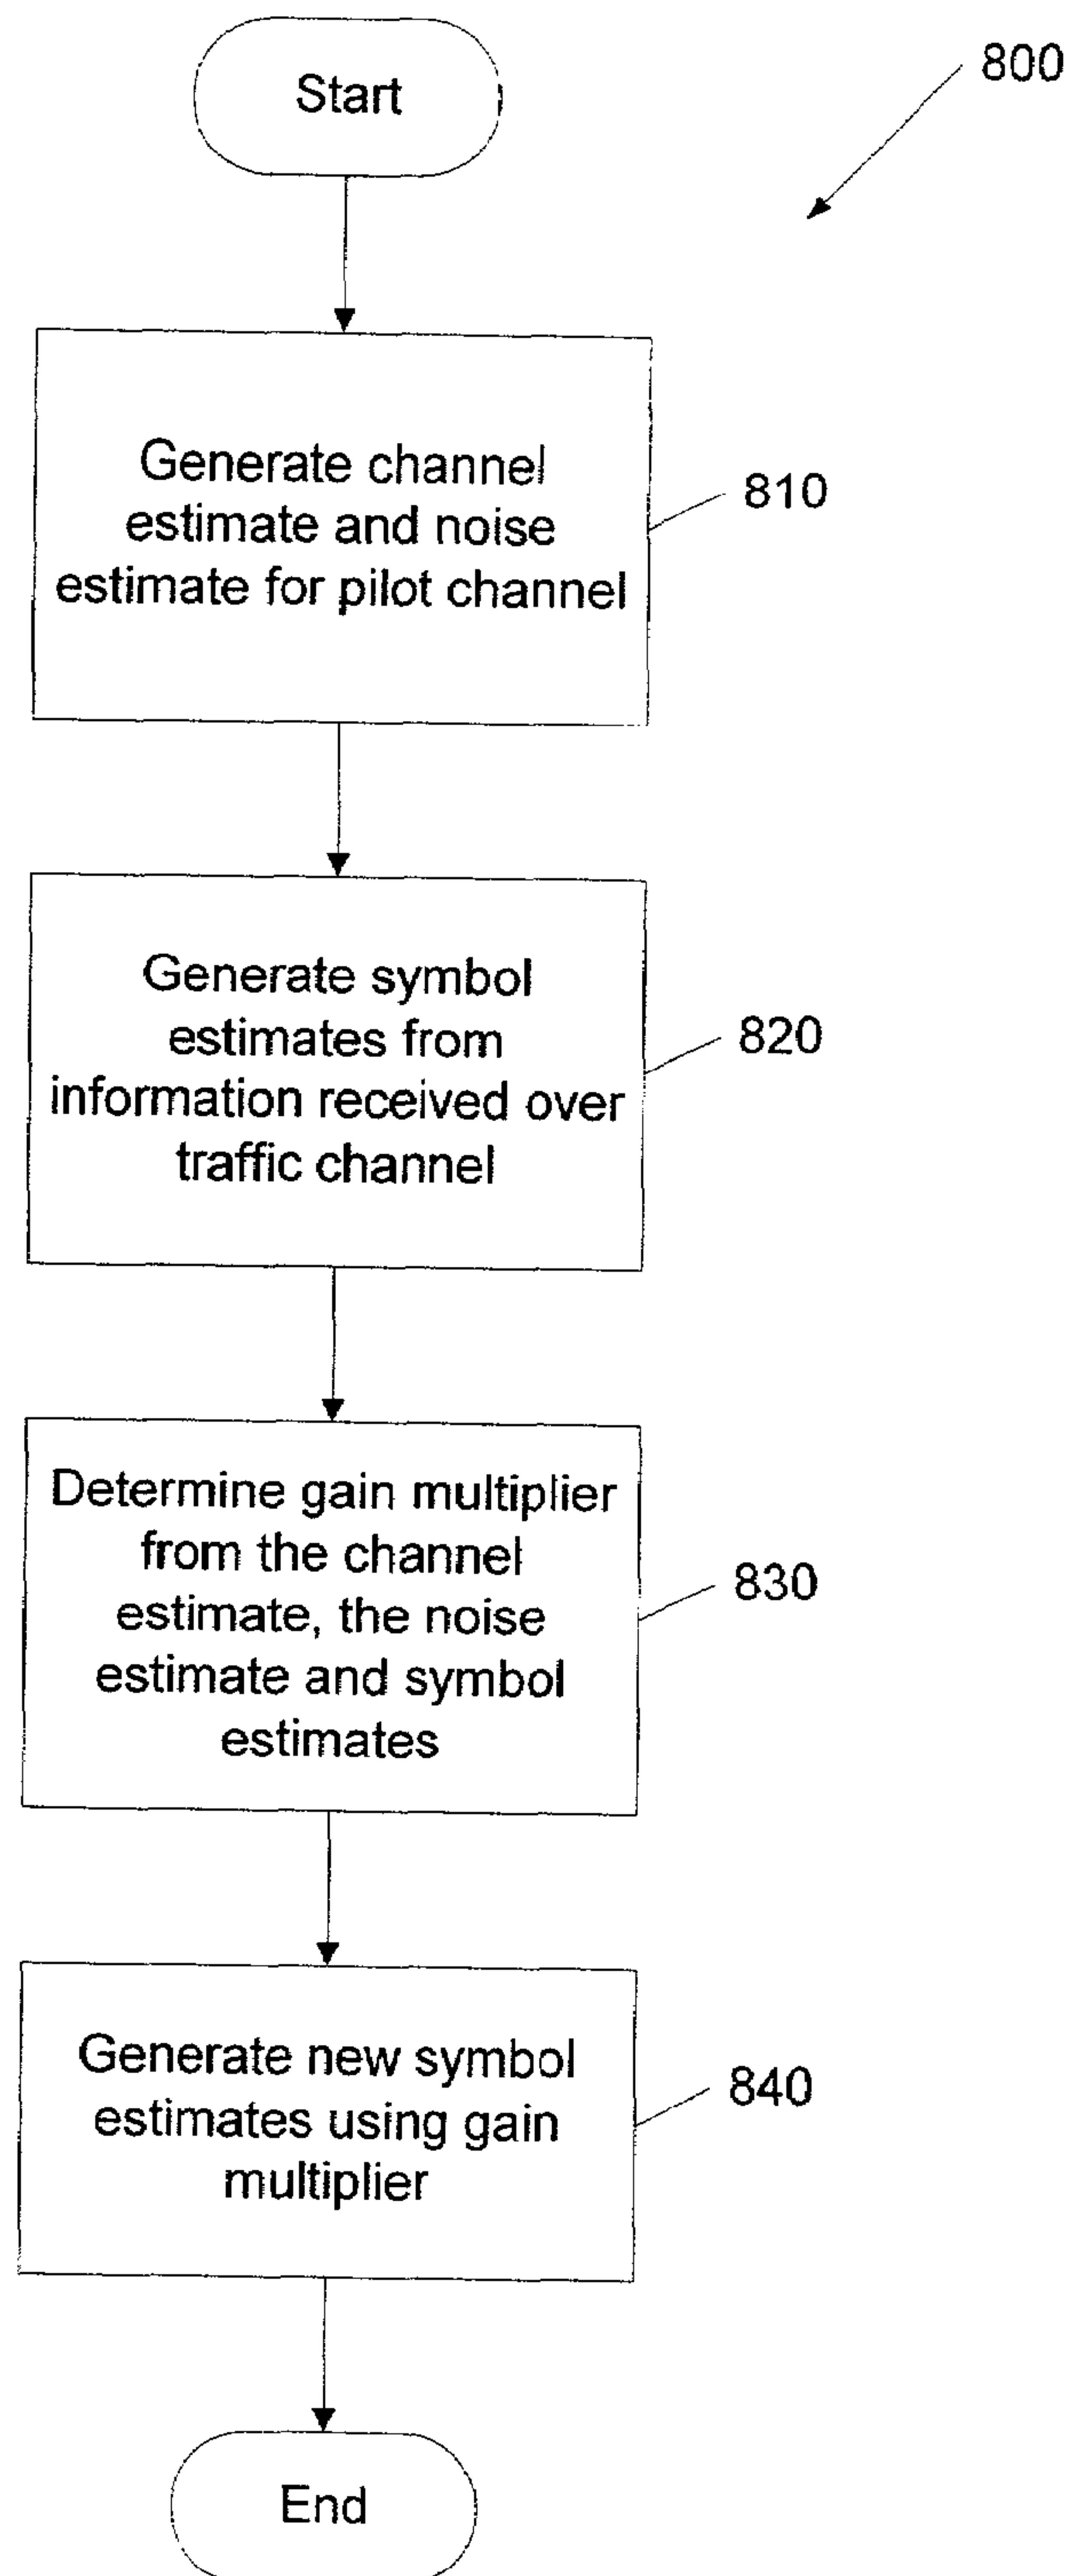 Start
800
Generate channel
estimate and noise
estimate for pilot channel
810
Generate symbol
estimates from
information received over
traffic channel
820
Determine gain multiplier
from the channel
estimate, the noise
estimate and symbol
estimates
830
Generate new symbol
estimates using gain
multiplier
840
End